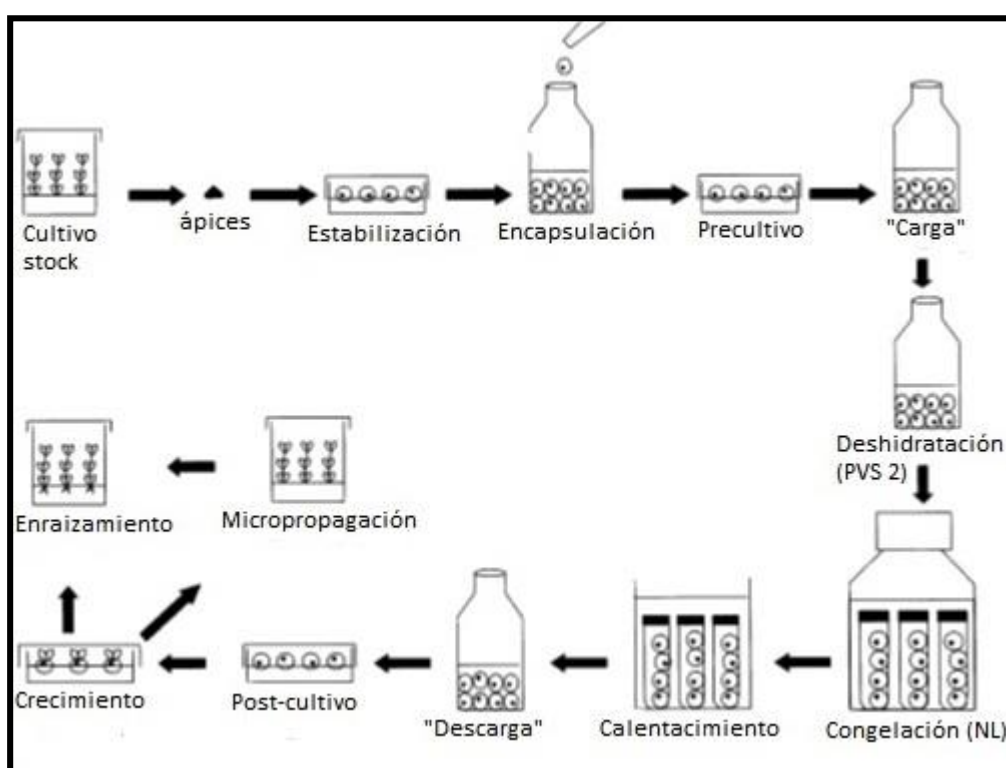 Cultivo
stock
ápices
Estabilización
Encapsulación
Precultivo
"Carga"
Deshidratación
(PVS 2)
Congelación (NL)
Calentacimiento
"Descarga"
Post-cultivo
Crecimiento
Micropropagación
Enraizamiento